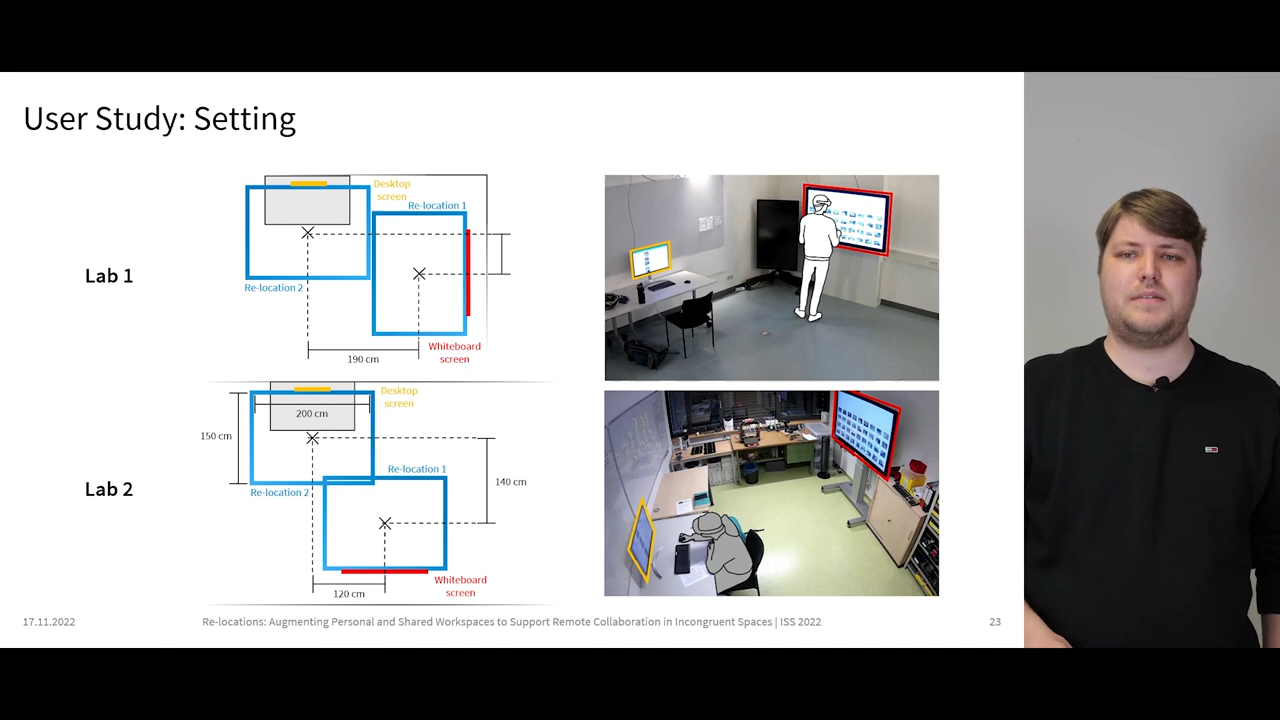 User Study: Setting
Lab 1
Desktop
screen
Re-location 1
Re-location 2
190 cm
Whiteboard
screen
Lab 2
Desktop
screen
200 cm
150 cm
Re-location 1
Re-location 2
140 cm
120 cm
Whiteboard
screen
17.11.2022
Re-locations: Augmenting Personal and Shared Workspaces to Support Remote Collaboration in Incongruent Spaces | ISS 2022
23